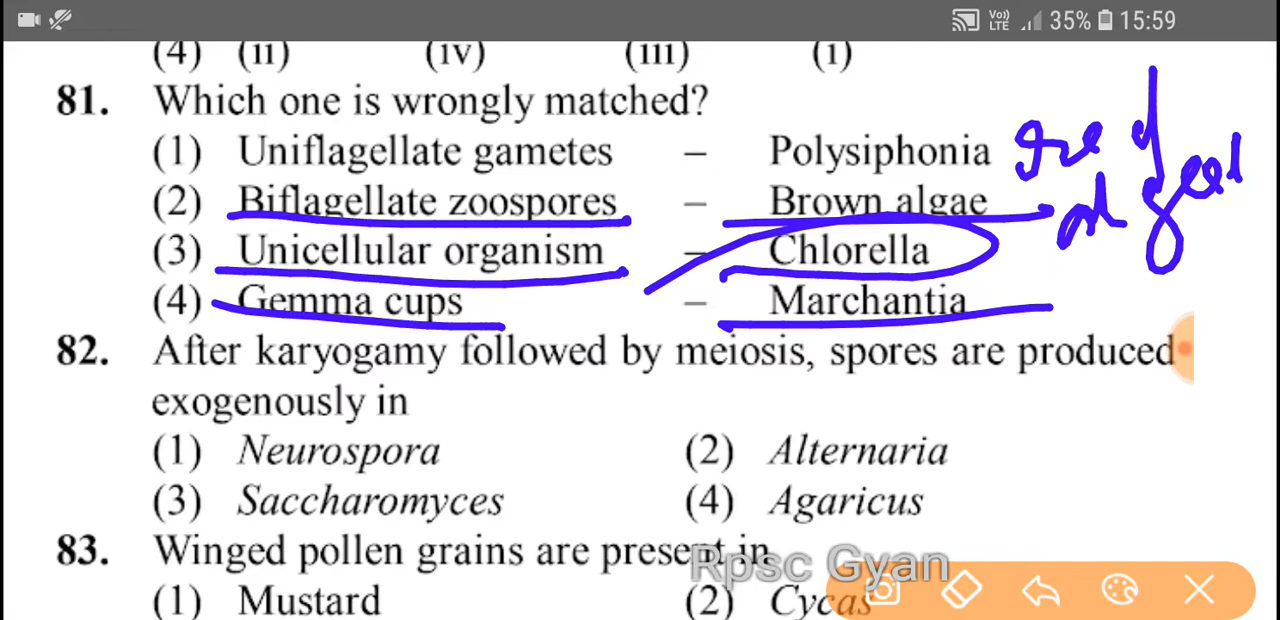 Vo)) LTE 35% 15:59
(4) (ii) (iv) (iii) (i)
81. Which one is wrongly matched?
(1) Uniflagellate gametes – Polysiphonia
(2) Biflagellate zoospores – Brown algae
(3) Unicellular organism – Chlorella
(4) Gemma cups – Marchantia
82. After karyogamy followed by meiosis, spores are produced
exogenously in
(1) Neurospora (2) Alternaria
(3) Saccharomyces (4) Agaricus
83. Winged pollen grains are present in
Rpsc Gyan
(1) Mustard (2) Cycas